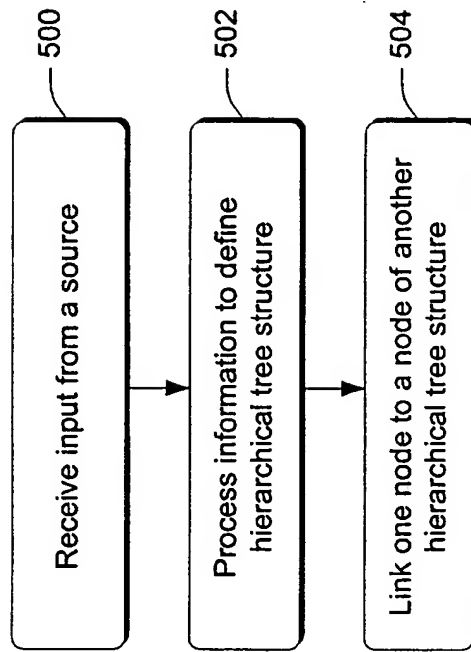 Receive input from a source
500
Process information to define
hierarchical tree structure
502
Link one node to a node of another
hierarchical tree structure
504